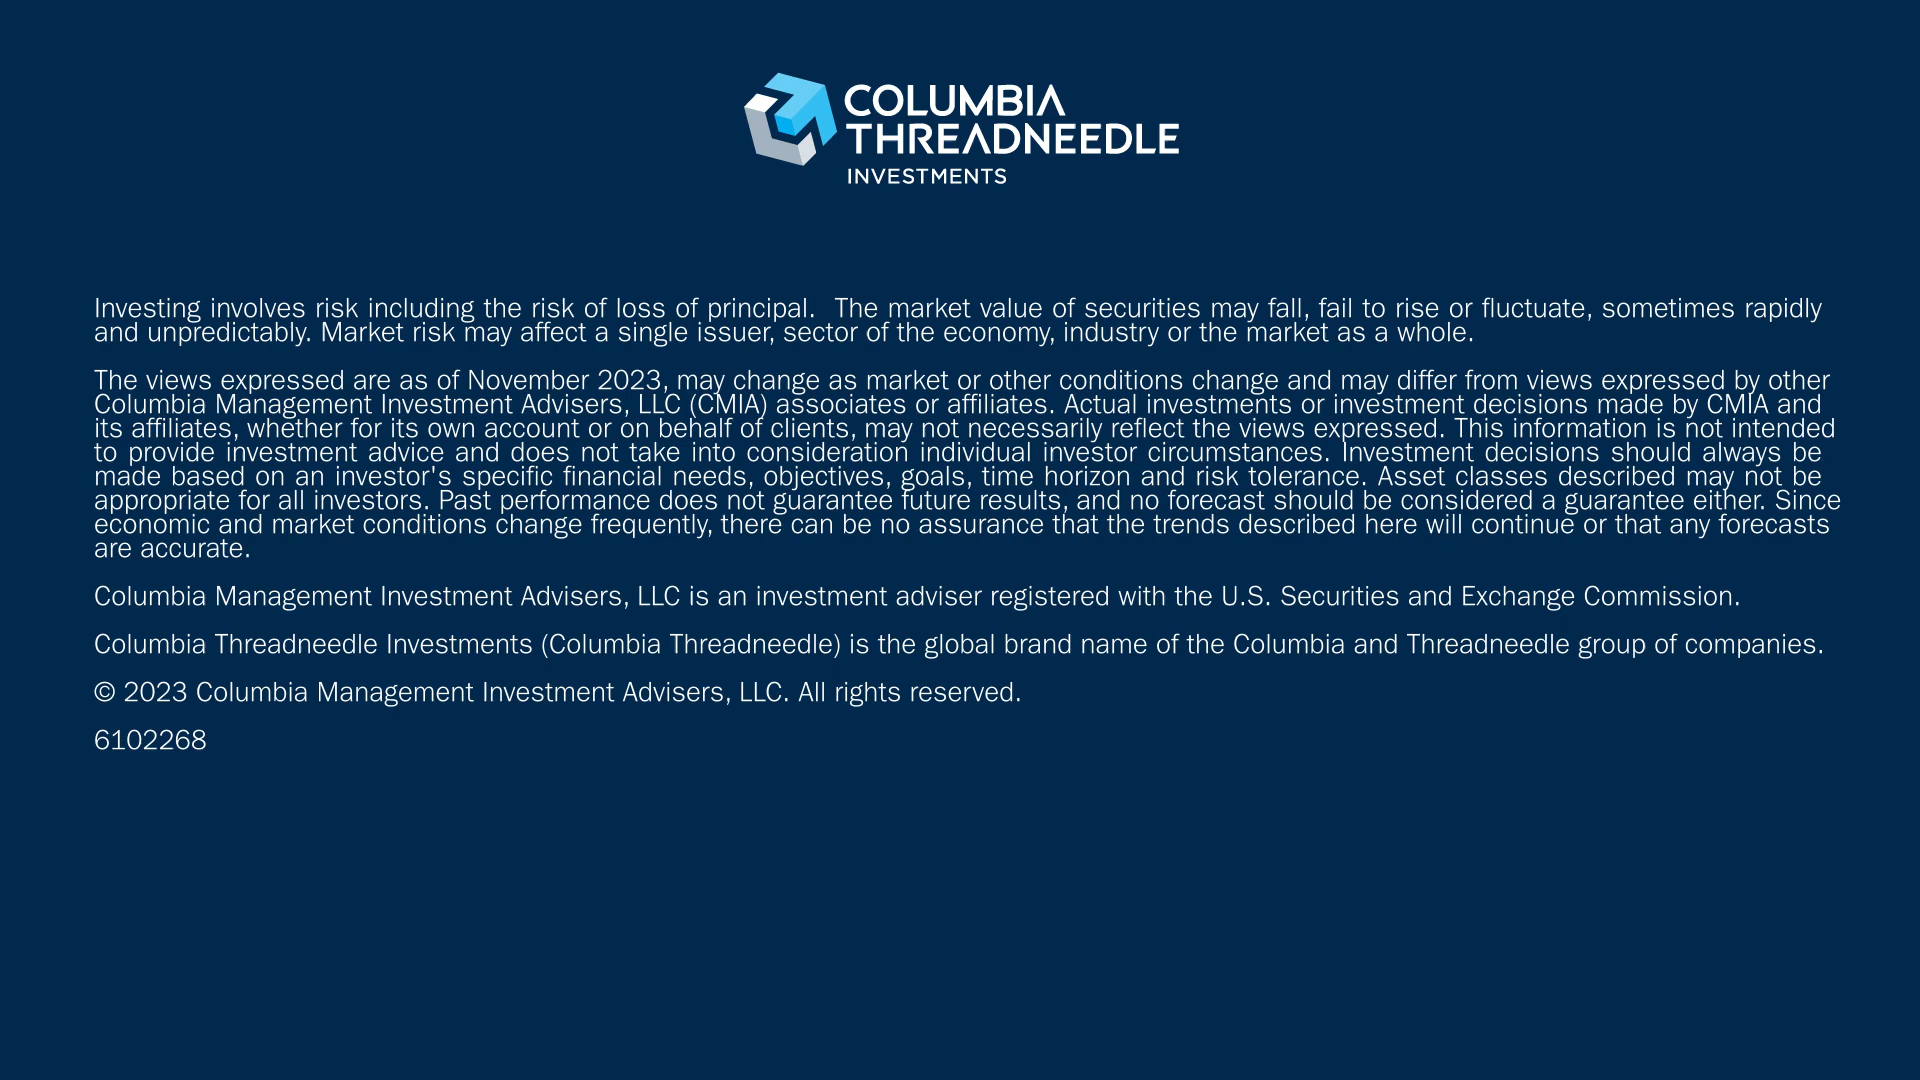 COLUMBIA
THREADNEEDLE
INVESTMENTS
Investing involves risk including the risk of loss of principal.  The market value of securities may fall, fail to rise or fluctuate, sometimes rapidly
and unpredictably. Market risk may affect a single issuer, sector of the economy, industry or the market as a whole.
The views expressed are as of November 2023, may change as market or other conditions change and may differ from views expressed by other
Columbia Management Investment Advisers, LLC (CMIA) associates or affiliates. Actual investments or investment decisions made by CMIA and
its affiliates, whether for its own account or on behalf of clients, may not necessarily reflect the views expressed. This information is not intended
to provide investment advice and does not take into consideration individual investor circumstances. Investment decisions should always be
made based on an investor's specific financial needs, objectives, goals, time horizon and risk tolerance. Asset classes described may not be
appropriate for all investors. Past performance does not guarantee future results, and no forecast should be considered a guarantee either. Since
economic and market conditions change frequently, there can be no assurance that the trends described here will continue or that any forecasts
are accurate.
Columbia Management Investment Advisers, LLC is an investment adviser registered with the U.S. Securities and Exchange Commission.
Columbia Threadneedle Investments (Columbia Threadneedle) is the global brand name of the Columbia and Threadneedle group of companies.
© 2023 Columbia Management Investment Advisers, LLC. All rights reserved.
6102268